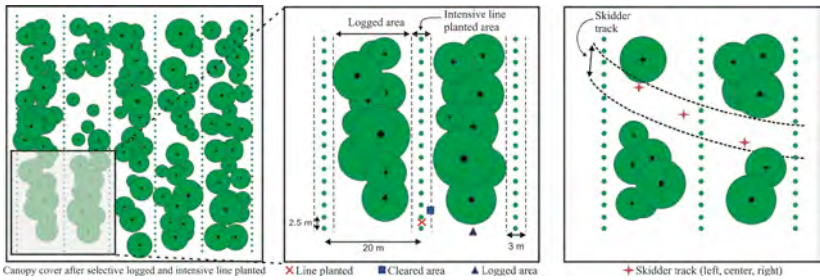 Logged area
Intensive line
planted area
2.5 m
20 m
3 m
Skidder
track
Canopy cover after selective logged and intensive line planted
Line planted
Cleared area
Logged area
Skidder track (left, center, right)